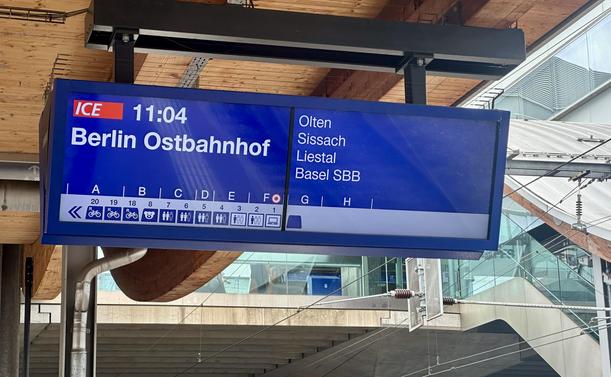 ICE 11:04
Berlin Ostbahnhof
Olten
Sissach
Liestal
Basel SBB
A B C D E F G H
20 19 18 8 7 6 5 4 3 2 1